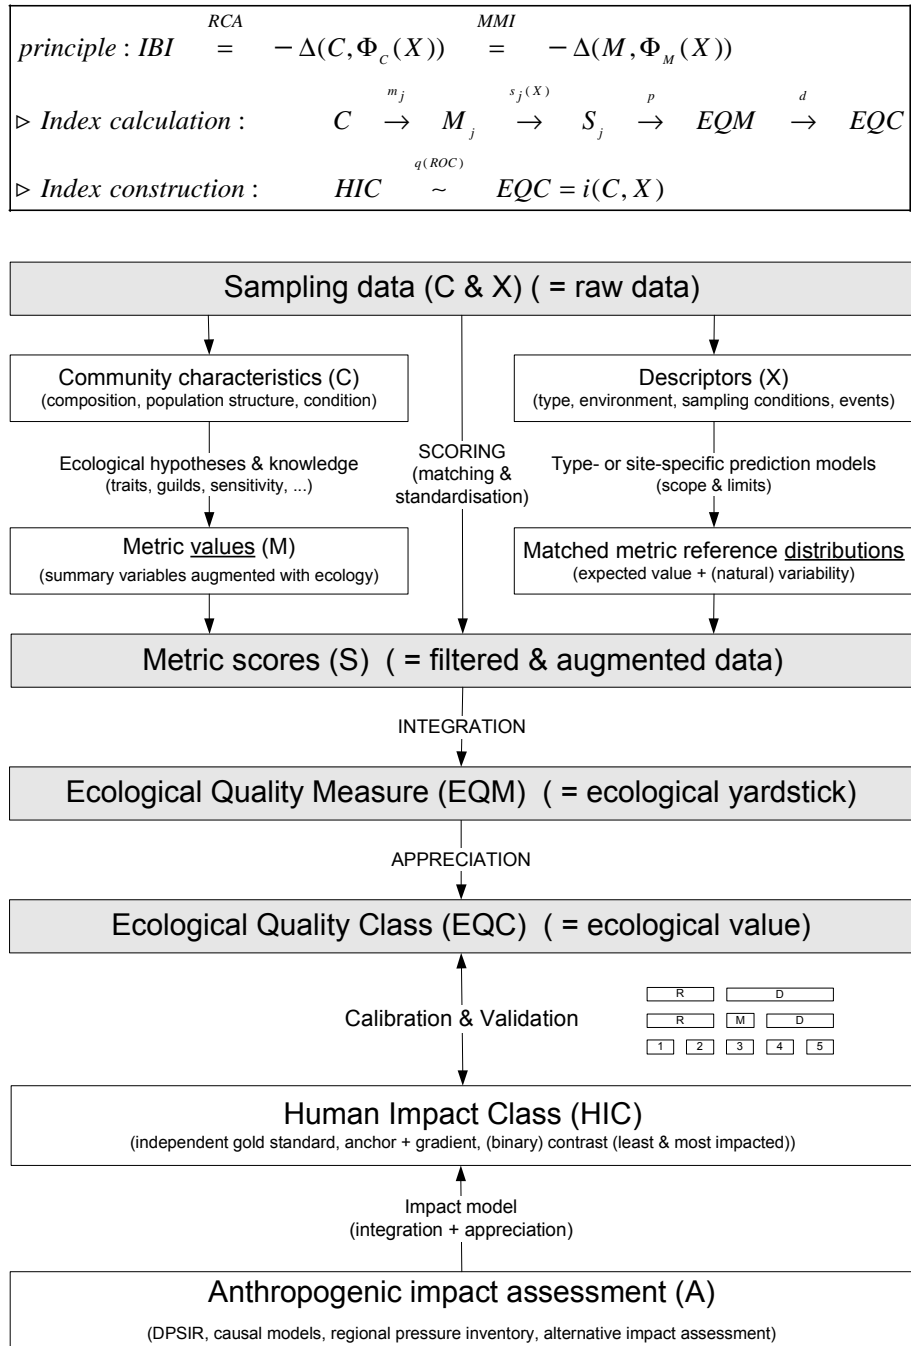 RCA MMI
principle : IBI = − Δ(C, Φ_C (X)) = − Δ(M, Φ_M (X))
m_j s_j (X) p d
▷ Index calculation : C → M_j → S_j → EQM → EQC
q(ROC)
▷ Index construction : HIC ~ EQC = i(C, X)
Sampling data (C & X) ( = raw data)
Community characteristics (C)
(composition, population structure, condition)
Descriptors (X)
(type, environment, sampling conditions, events)
Ecological hypotheses & knowledge
(traits, guilds, sensitivity, ...)
SCORING
(matching &
standardisation)
Type- or site-specific prediction models
(scope & limits)
Metric values (M)
(summary variables augmented with ecology)
Matched metric reference distributions
(expected value + (natural) variability)
Metric scores (S) ( = filtered & augmented data)
INTEGRATION
Ecological Quality Measure (EQM) ( = ecological yardstick)
APPRECIATION
Ecological Quality Class (EQC) ( = ecological value)
Calibration & Validation
R D
R M D
1 2 3 4 5
Human Impact Class (HIC)
(independent gold standard, anchor + gradient, (binary) contrast (least & most impacted))
Impact model
(integration + appreciation)
Anthropogenic impact assessment (A)
(DPSIR, causal models, regional pressure inventory, alternative impact assessment)